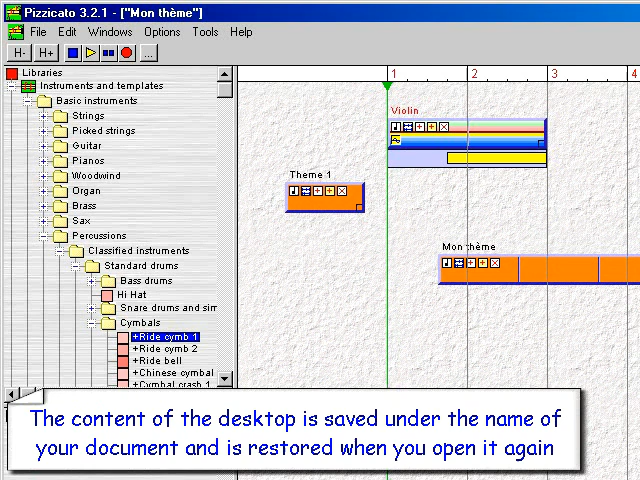 Pizzicato 3.2.1 - ["Mon thème"]
File Edit Windows Options Tools Help
H- H+ ...
Libraries
Instruments and templates
Basic instruments
Strings
Picked strings
Guitar
Pianos
Woodwind
Organ
Brass
Sax
Percussions
Classified instruments
Standard drums
Bass drums
Hi Hat
Snare drums and sim
Cymbals
+Ride cymb 1
+Ride cymb 2
+Ride bell
+Chinese cymbal
+Cymbal crash 1
1 2 3 4
Violin
Theme 1
Mon thème
The content of the desktop is saved under the name of
your document and is restored when you open it again